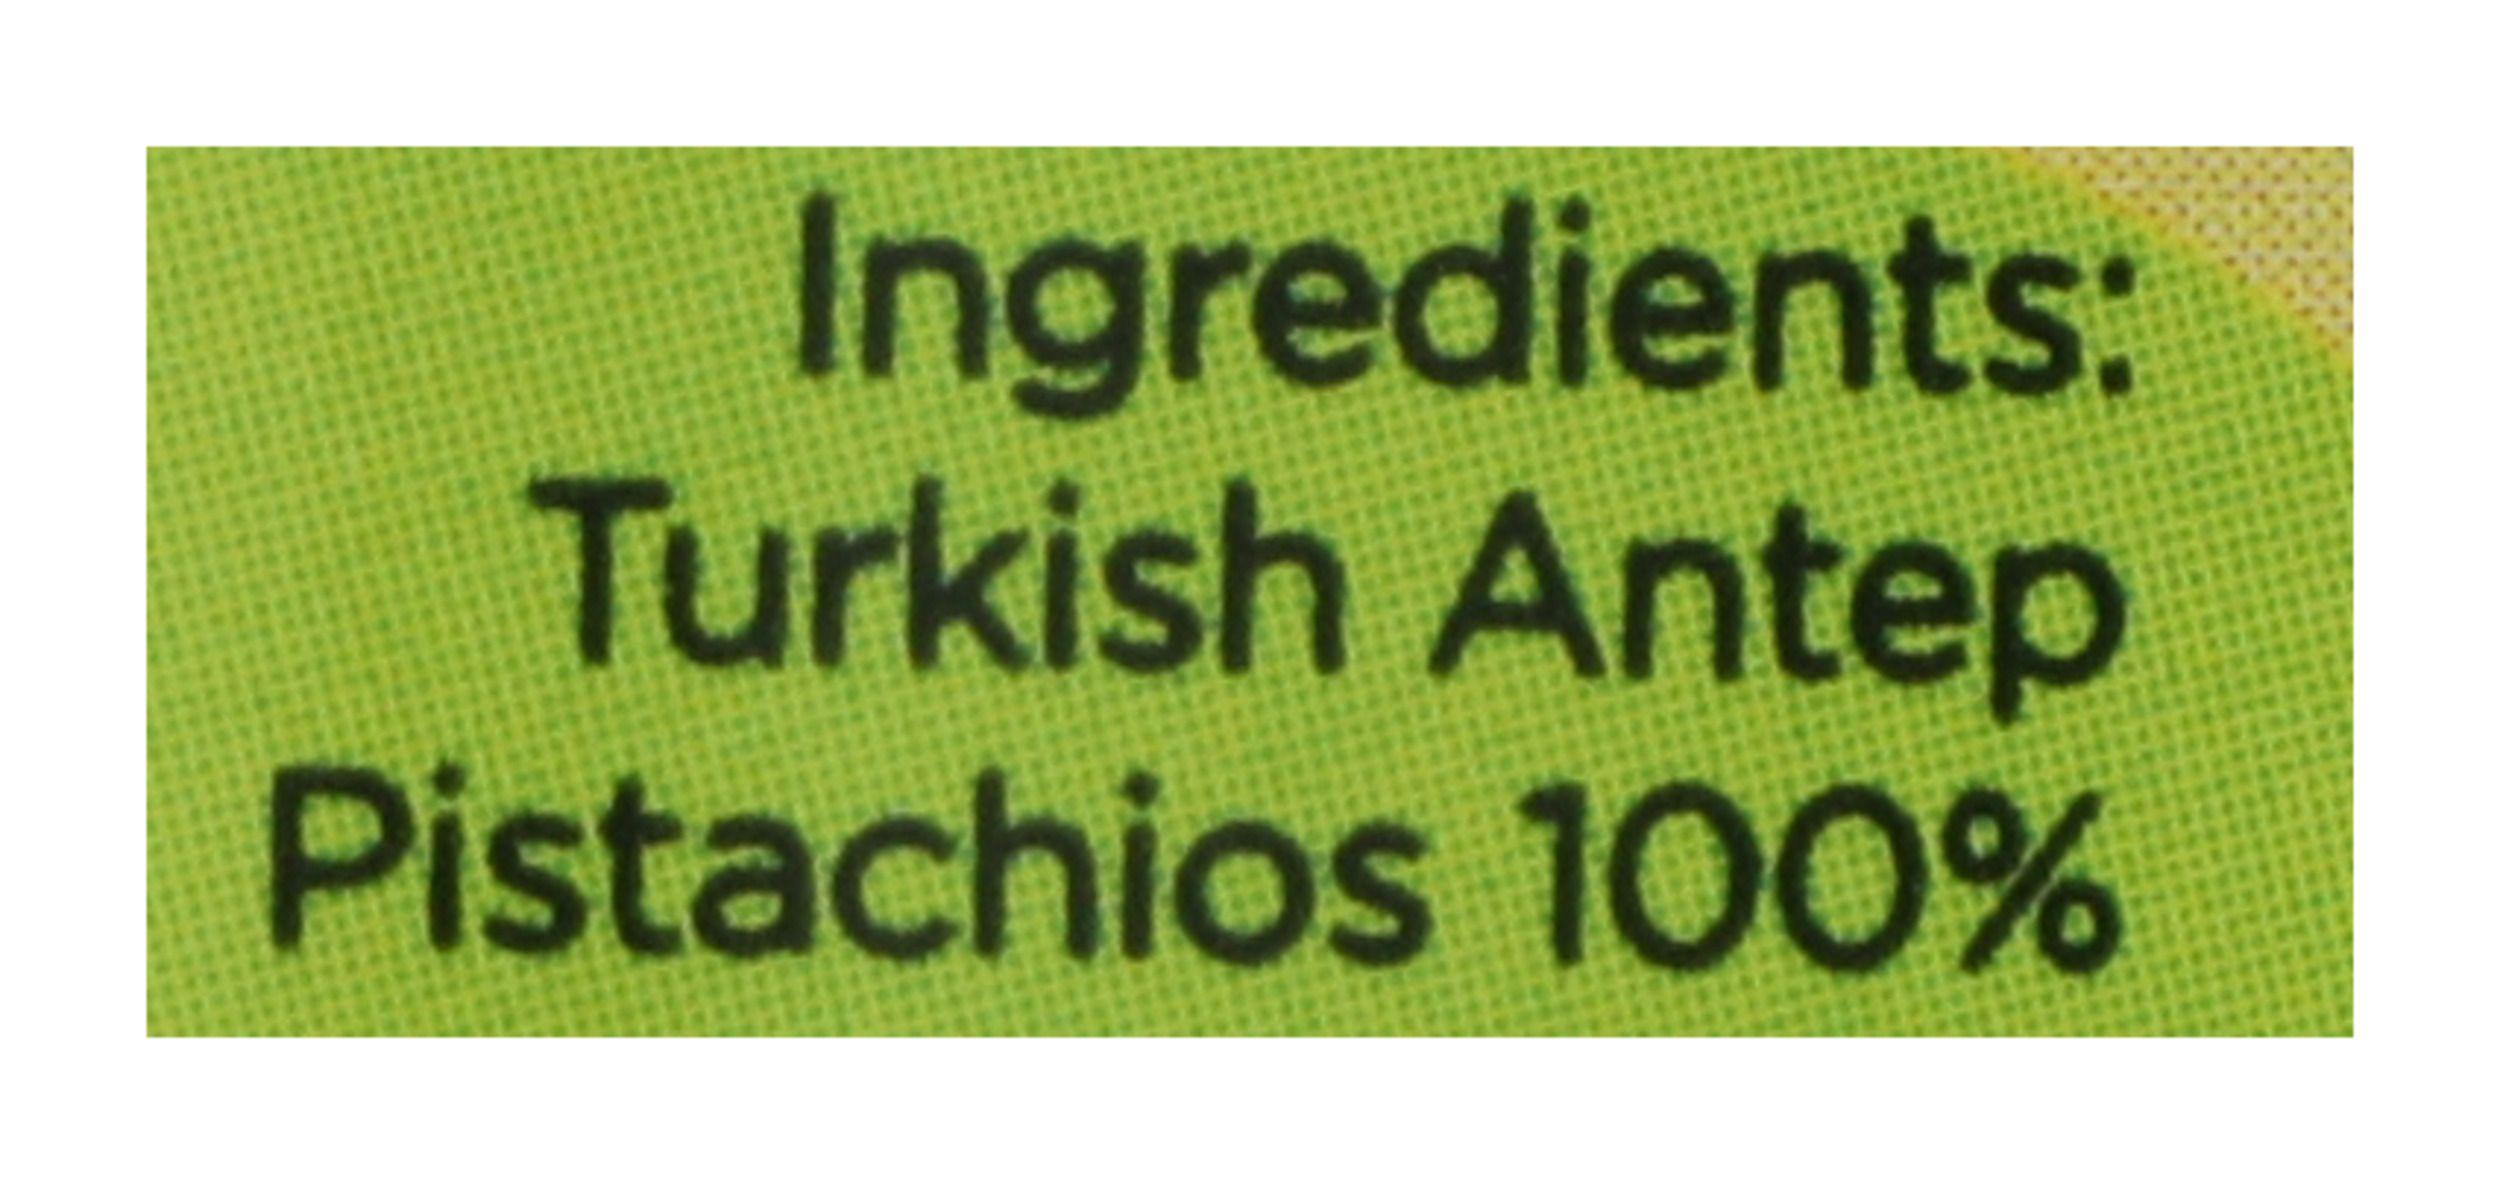 Ingredients:
Turkish Antep
Pistachios 100%